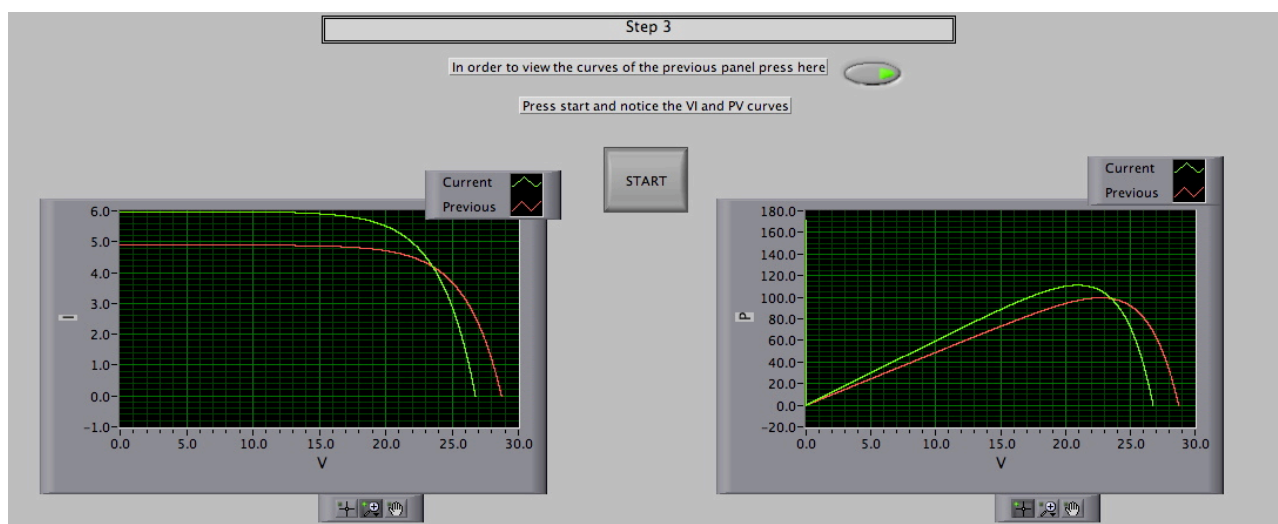 Step 3
In order to view the curves of the previous panel press here
Press start and notice the VI and PV curves
START
Current
Previous
6.0
5.0
4.0
3.0
2.0
1.0
0.0
-1.0
I
0.0 5.0 10.0 15.0 20.0 25.0 30.0
V
Current
Previous
180.0
160.0
140.0
120.0
100.0
80.0
60.0
40.0
20.0
0.0
-20.0
P
0.0 5.0 10.0 15.0 20.0 25.0 30.0
V